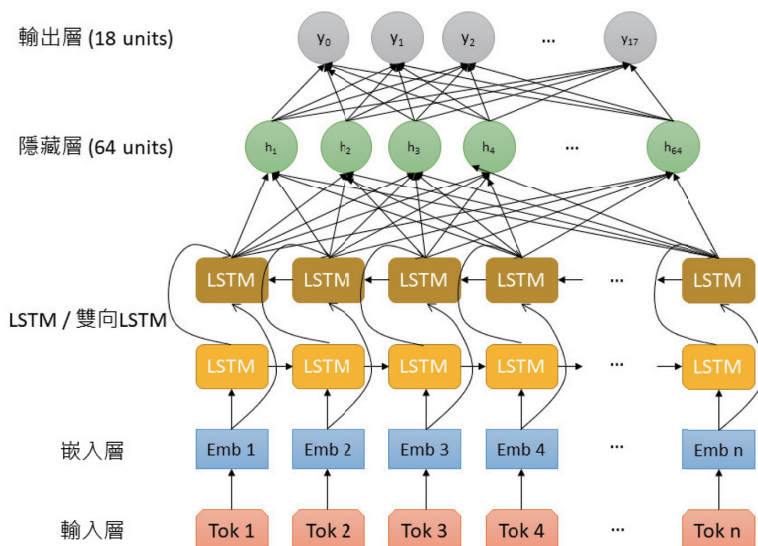 輸出層 (18 units) y0 y1 y2 ... y17
隱藏層 (64 units) h1 h2 h3 h4 ... h64
LSTM LSTM LSTM LSTM ... LSTM
LSTM / 雙向LSTM
LSTM LSTM LSTM LSTM ... LSTM
嵌入層 Emb 1 Emb 2 Emb 3 Emb 4 ... Emb n
輸入層 Tok 1 Tok 2 Tok 3 Tok 4 ... Tok n